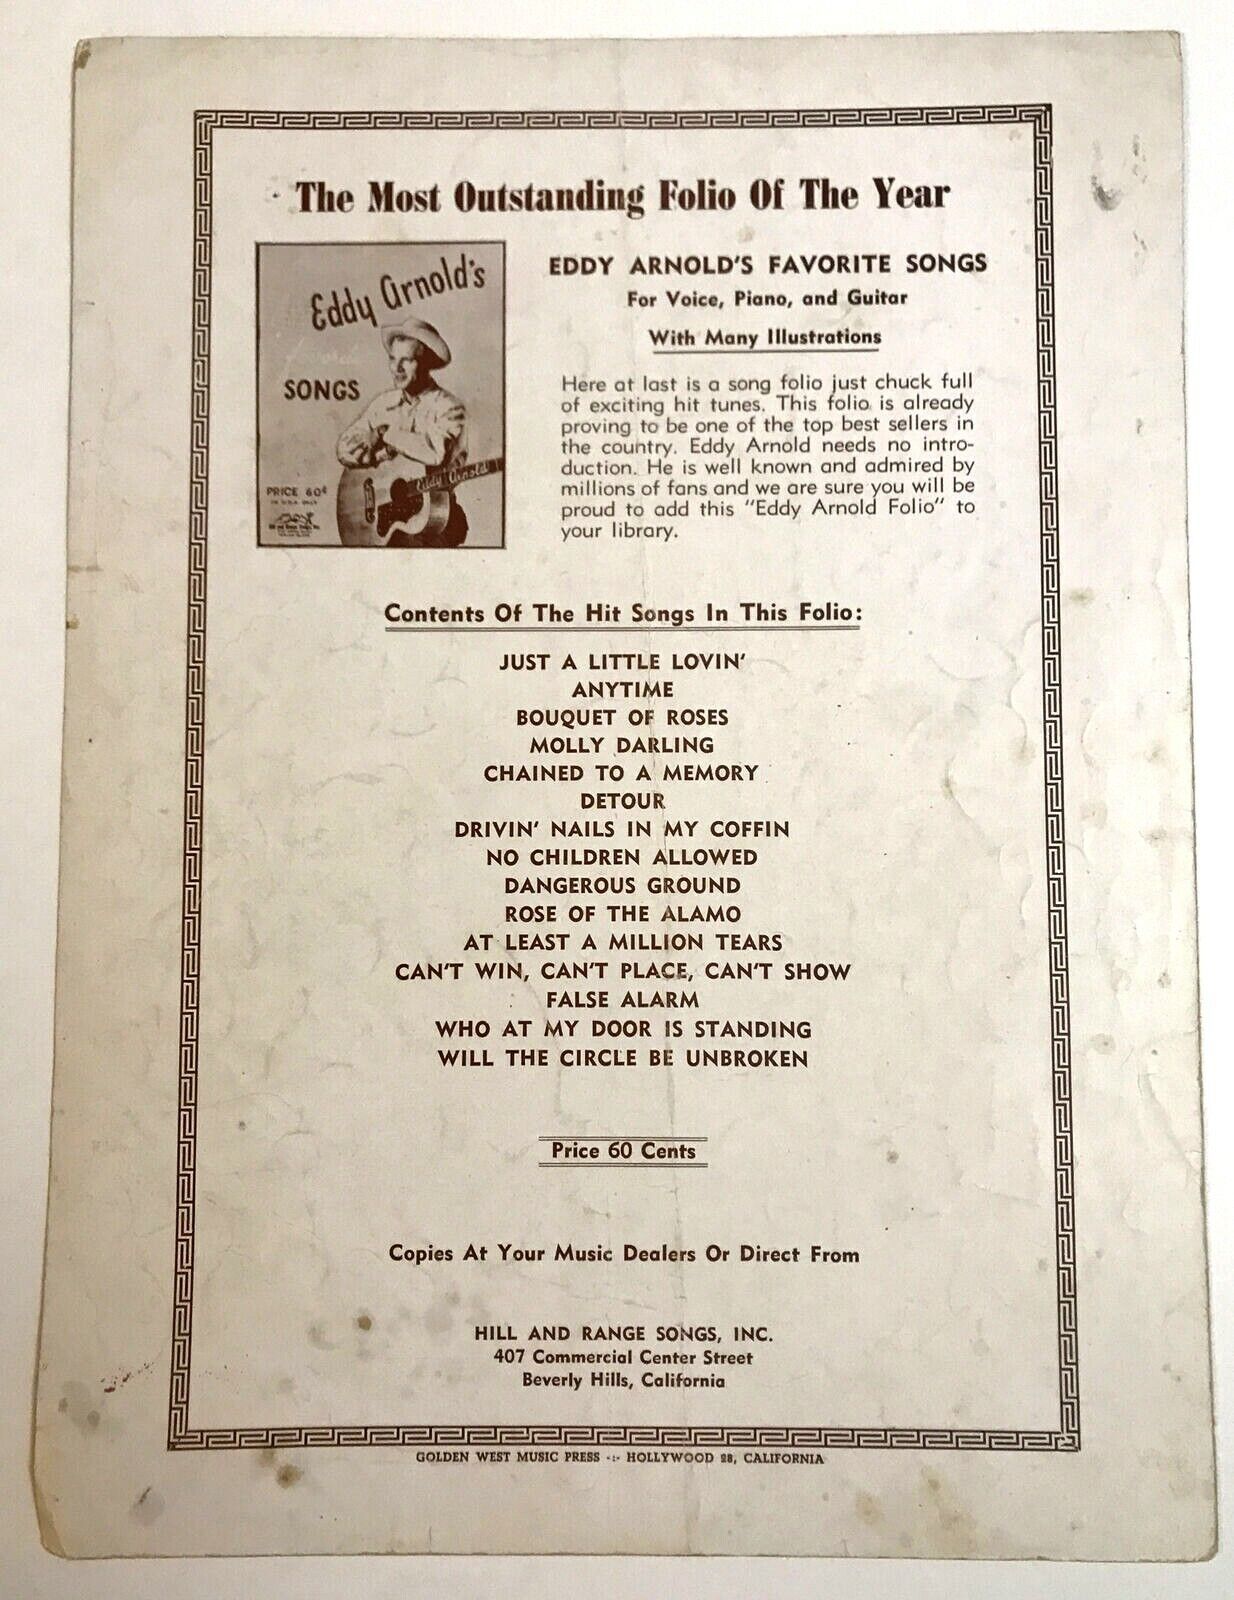 The Most Outstanding Folio Of The Year
Eddy Arnold's
SONGS
Eddy Arnold
PRICE 60¢
EDDY ARNOLD'S FAVORITE SONGS
For Voice, Piano, and Guitar
With Many Illustrations
Here at last is a song folio just chuck full
of exciting hit tunes. This folio is already
proving to be one of the top best sellers in
the country. Eddy Arnold needs no intro-
duction. He is well known and admired by
millions of fans and we are sure you will be
proud to add this "Eddy Arnold Folio" to
your library.
Contents Of The Hit Songs In This Folio:
JUST A LITTLE LOVIN'
ANYTIME
BOUQUET OF ROSES
MOLLY DARLING
CHAINED TO A MEMORY
DETOUR
DRIVIN' NAILS IN MY COFFIN
NO CHILDREN ALLOWED
DANGEROUS GROUND
ROSE OF THE ALAMO
AT LEAST A MILLION TEARS
CAN'T WIN, CAN'T PLACE, CAN'T SHOW
FALSE ALARM
WHO AT MY DOOR IS STANDING
WILL THE CIRCLE BE UNBROKEN
Price 60 Cents
Copies At Your Music Dealers Or Direct From
HILL AND RANGE SONGS, INC.
407 Commercial Center Street
Beverly Hills, California
GOLDEN WEST MUSIC PRESS -:- HOLLYWOOD 28, CALIFORNIA